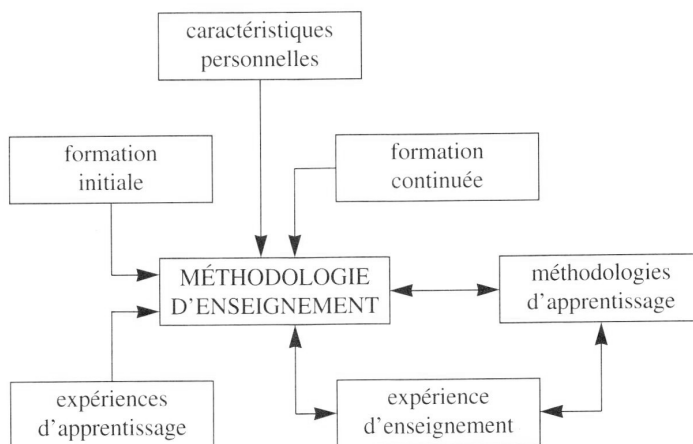 caractéristiques
personnelles
formation
initiale
formation
continuée
MÉTHODOLOGIE
D'ENSEIGNEMENT
méthodologies
d'apprentissage
expériences
d'apprentissage
expérience
d'enseignement